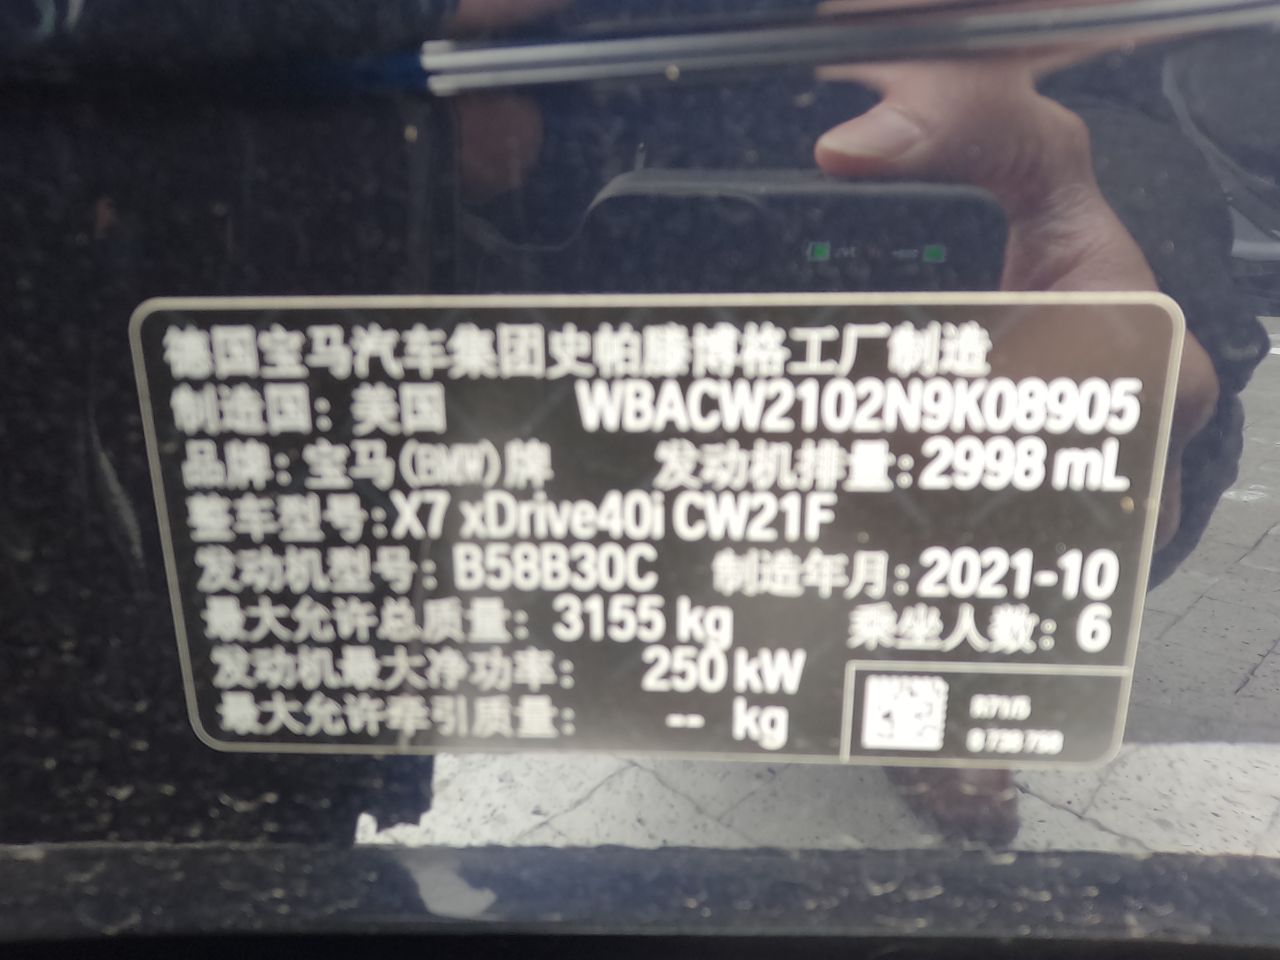 德国宝马汽车集团史帕腾博格工厂制造
制造国：美国 WBACW2102N9K08905
品牌：宝马(BMW)牌 发动机排量：2998 mL
整车型号：X7 xDrive40i CW21F
发动机型号：B58B30C 制造年月：2021-10
最大允许总质量：3155 kg 乘坐人数：6
发动机最大净功率：250 kW
最大允许牵引质量：-- kg